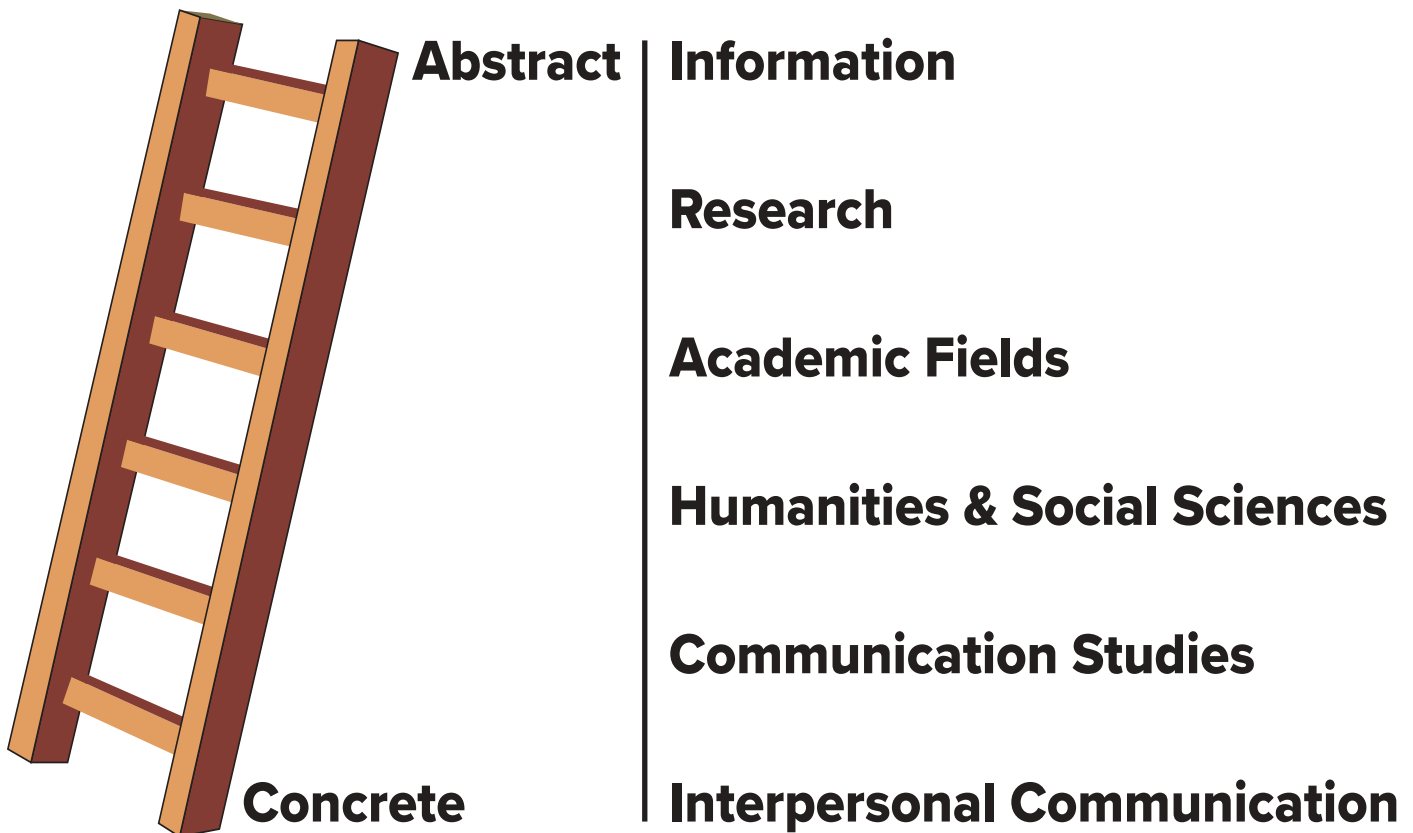 Abstract | Information
Research
Academic Fields
Humanities & Social Sciences
Communication Studies
Concrete | Interpersonal Communication